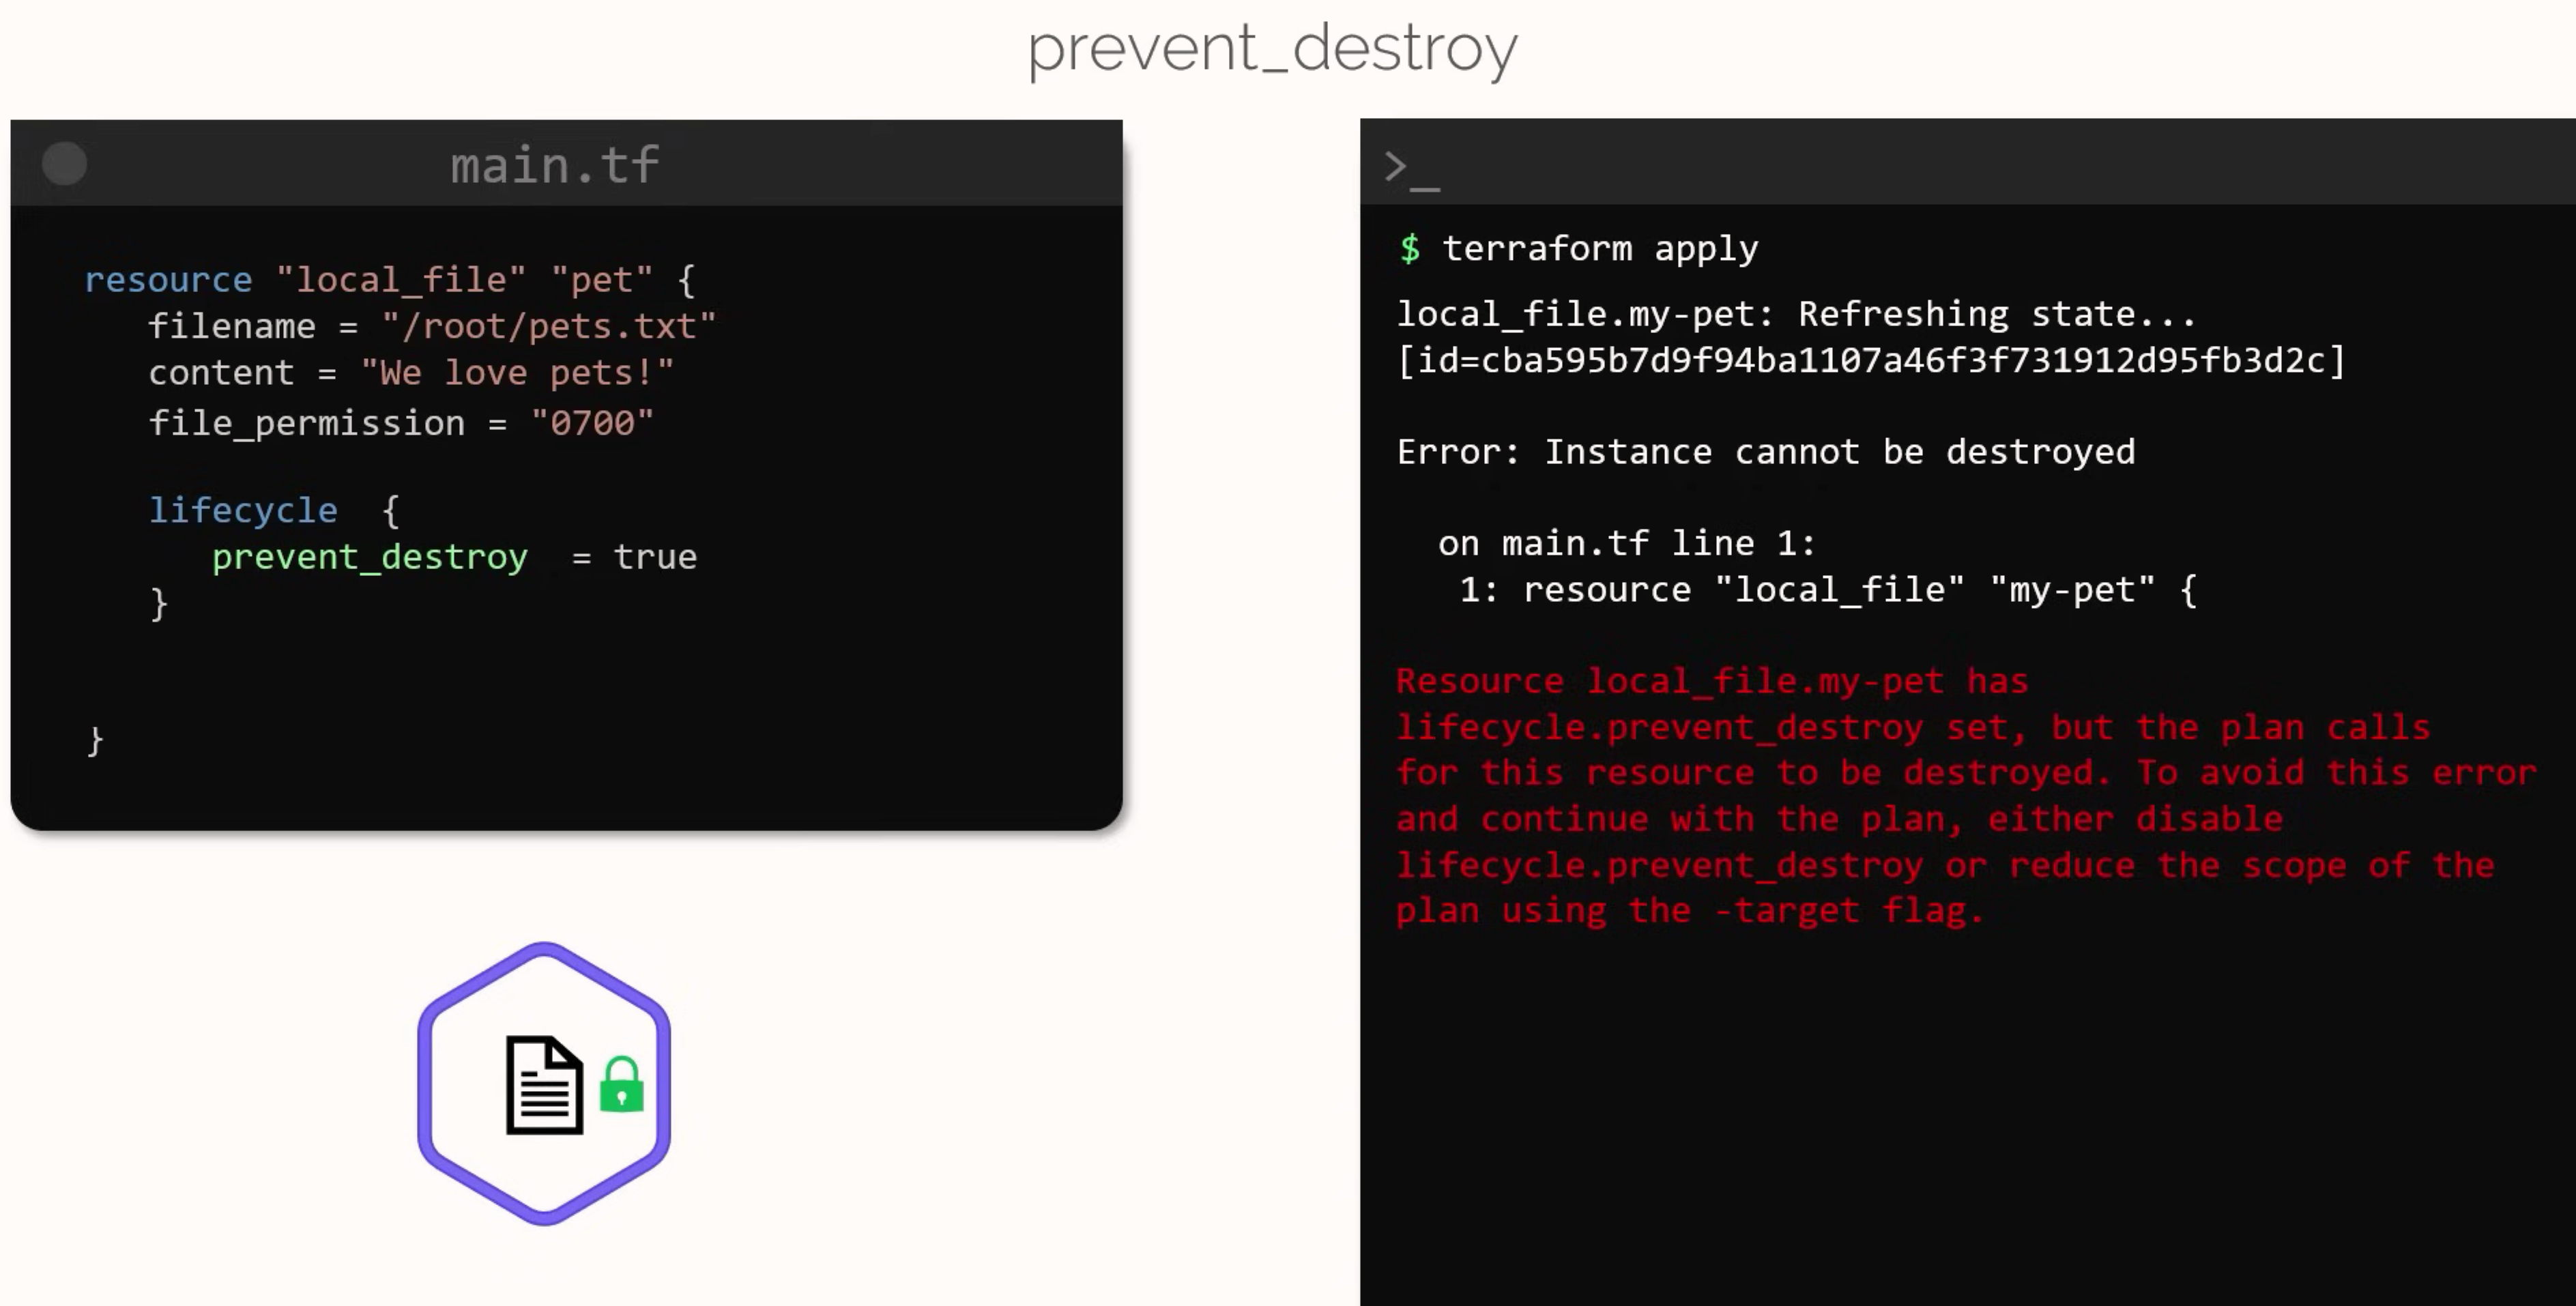 prevent_destroy
main.tf
resource "local_file" "pet" {
filename = "/root/pets.txt"
content = "We love pets!"
file_permission = "0700"
lifecycle {
prevent_destroy = true
}
}
>_
$ terraform apply
local_file.my-pet: Refreshing state...
[id=cba595b7d9f94ba1107a46f3f731912d95fb3d2c]
Error: Instance cannot be destroyed
on main.tf line 1:
1: resource "local_file" "my-pet" {
Resource local_file.my-pet has
lifecycle.prevent_destroy set, but the plan calls
for this resource to be destroyed. To avoid this error
and continue with the plan, either disable
lifecycle.prevent_destroy or reduce the scope of the
plan using the -target flag.